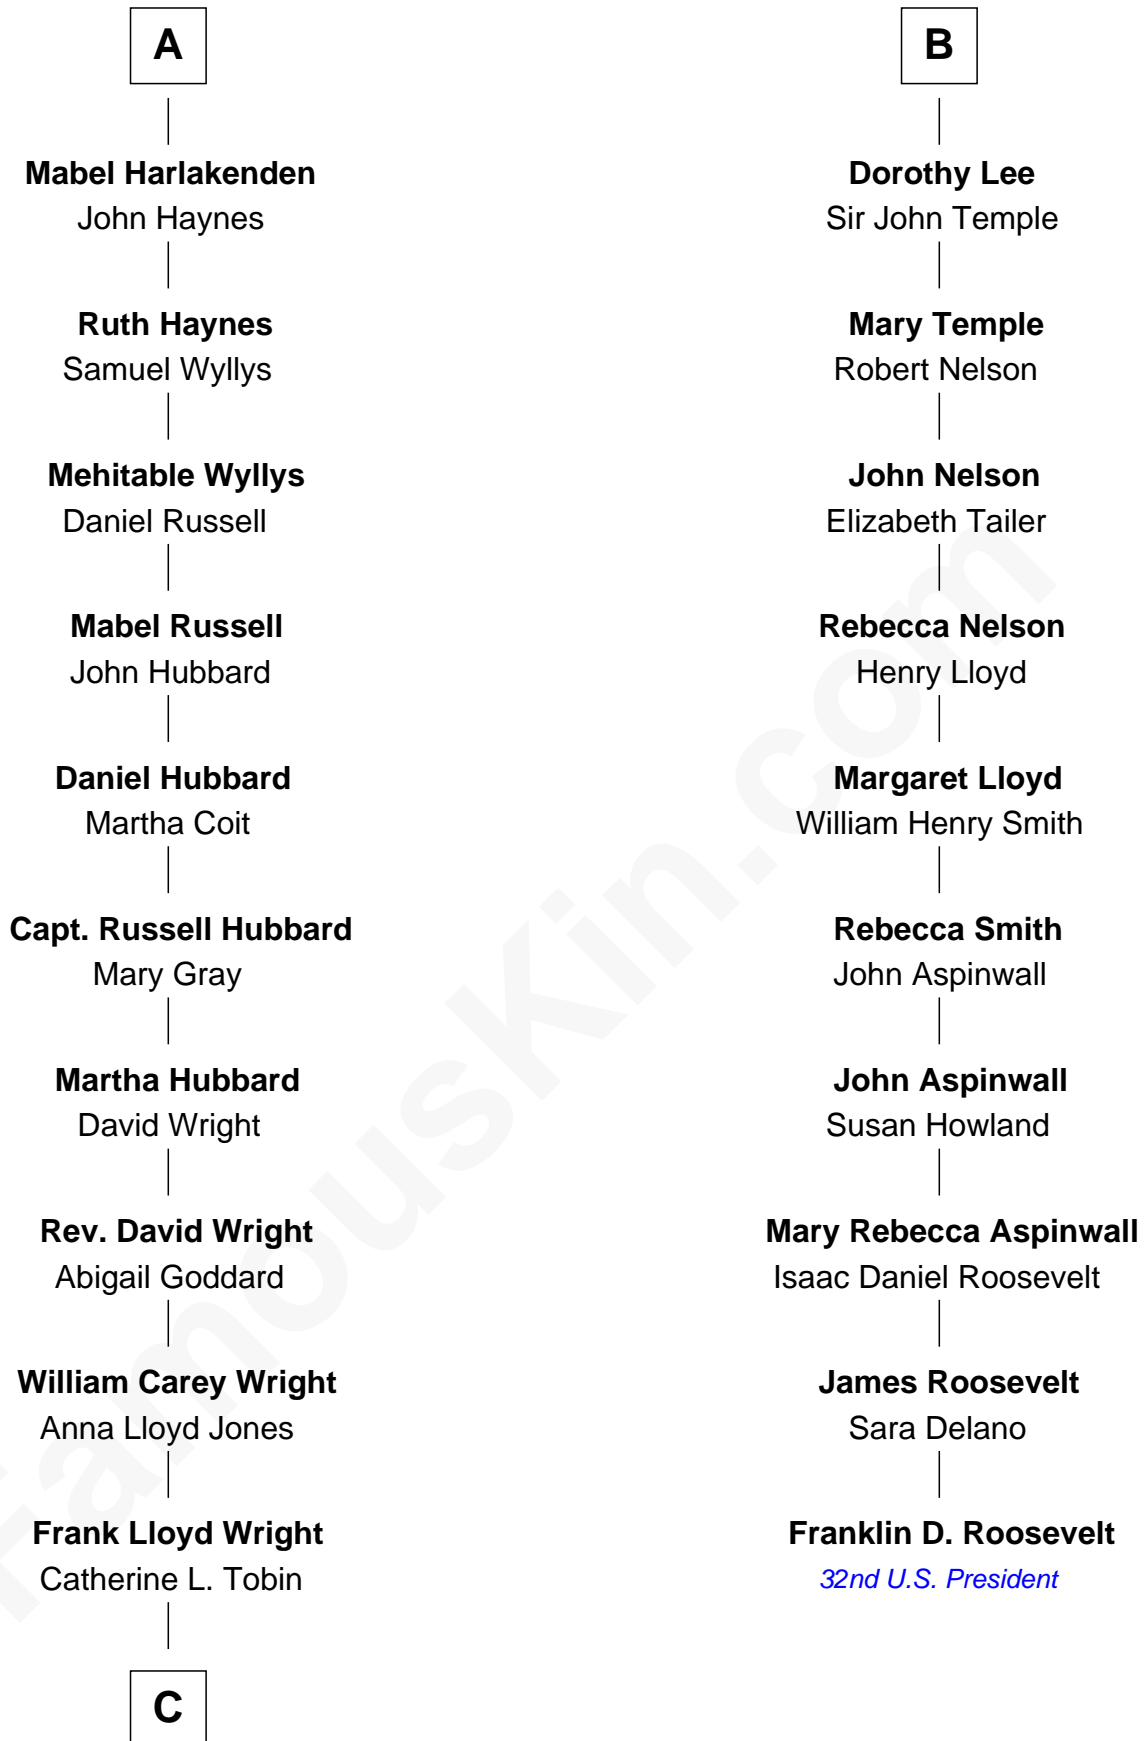 A
Mabel Harlakenden
John Haynes
Ruth Haynes
Samuel Wyllys
Mehitable Wyllys
Daniel Russell
Mabel Russell
John Hubbard
Daniel Hubbard
Martha Coit
Capt. Russell Hubbard
Mary Gray
Martha Hubbard
David Wright
Rev. David Wright
Abigail Goddard
William Carey Wright
Anna Lloyd Jones
Frank Lloyd Wright
Catherine L. Tobin
C
B
Dorothy Lee
Sir John Temple
Mary Temple
Robert Nelson
John Nelson
Elizabeth Tailer
Rebecca Nelson
Henry Lloyd
Margaret Lloyd
William Henry Smith
Rebecca Smith
John Aspinwall
John Aspinwall
Susan Howland
Mary Rebecca Aspinwall
Isaac Daniel Roosevelt
James Roosevelt
Sara Delano
Franklin D. Roosevelt
32nd U.S. President
FamousKin.com